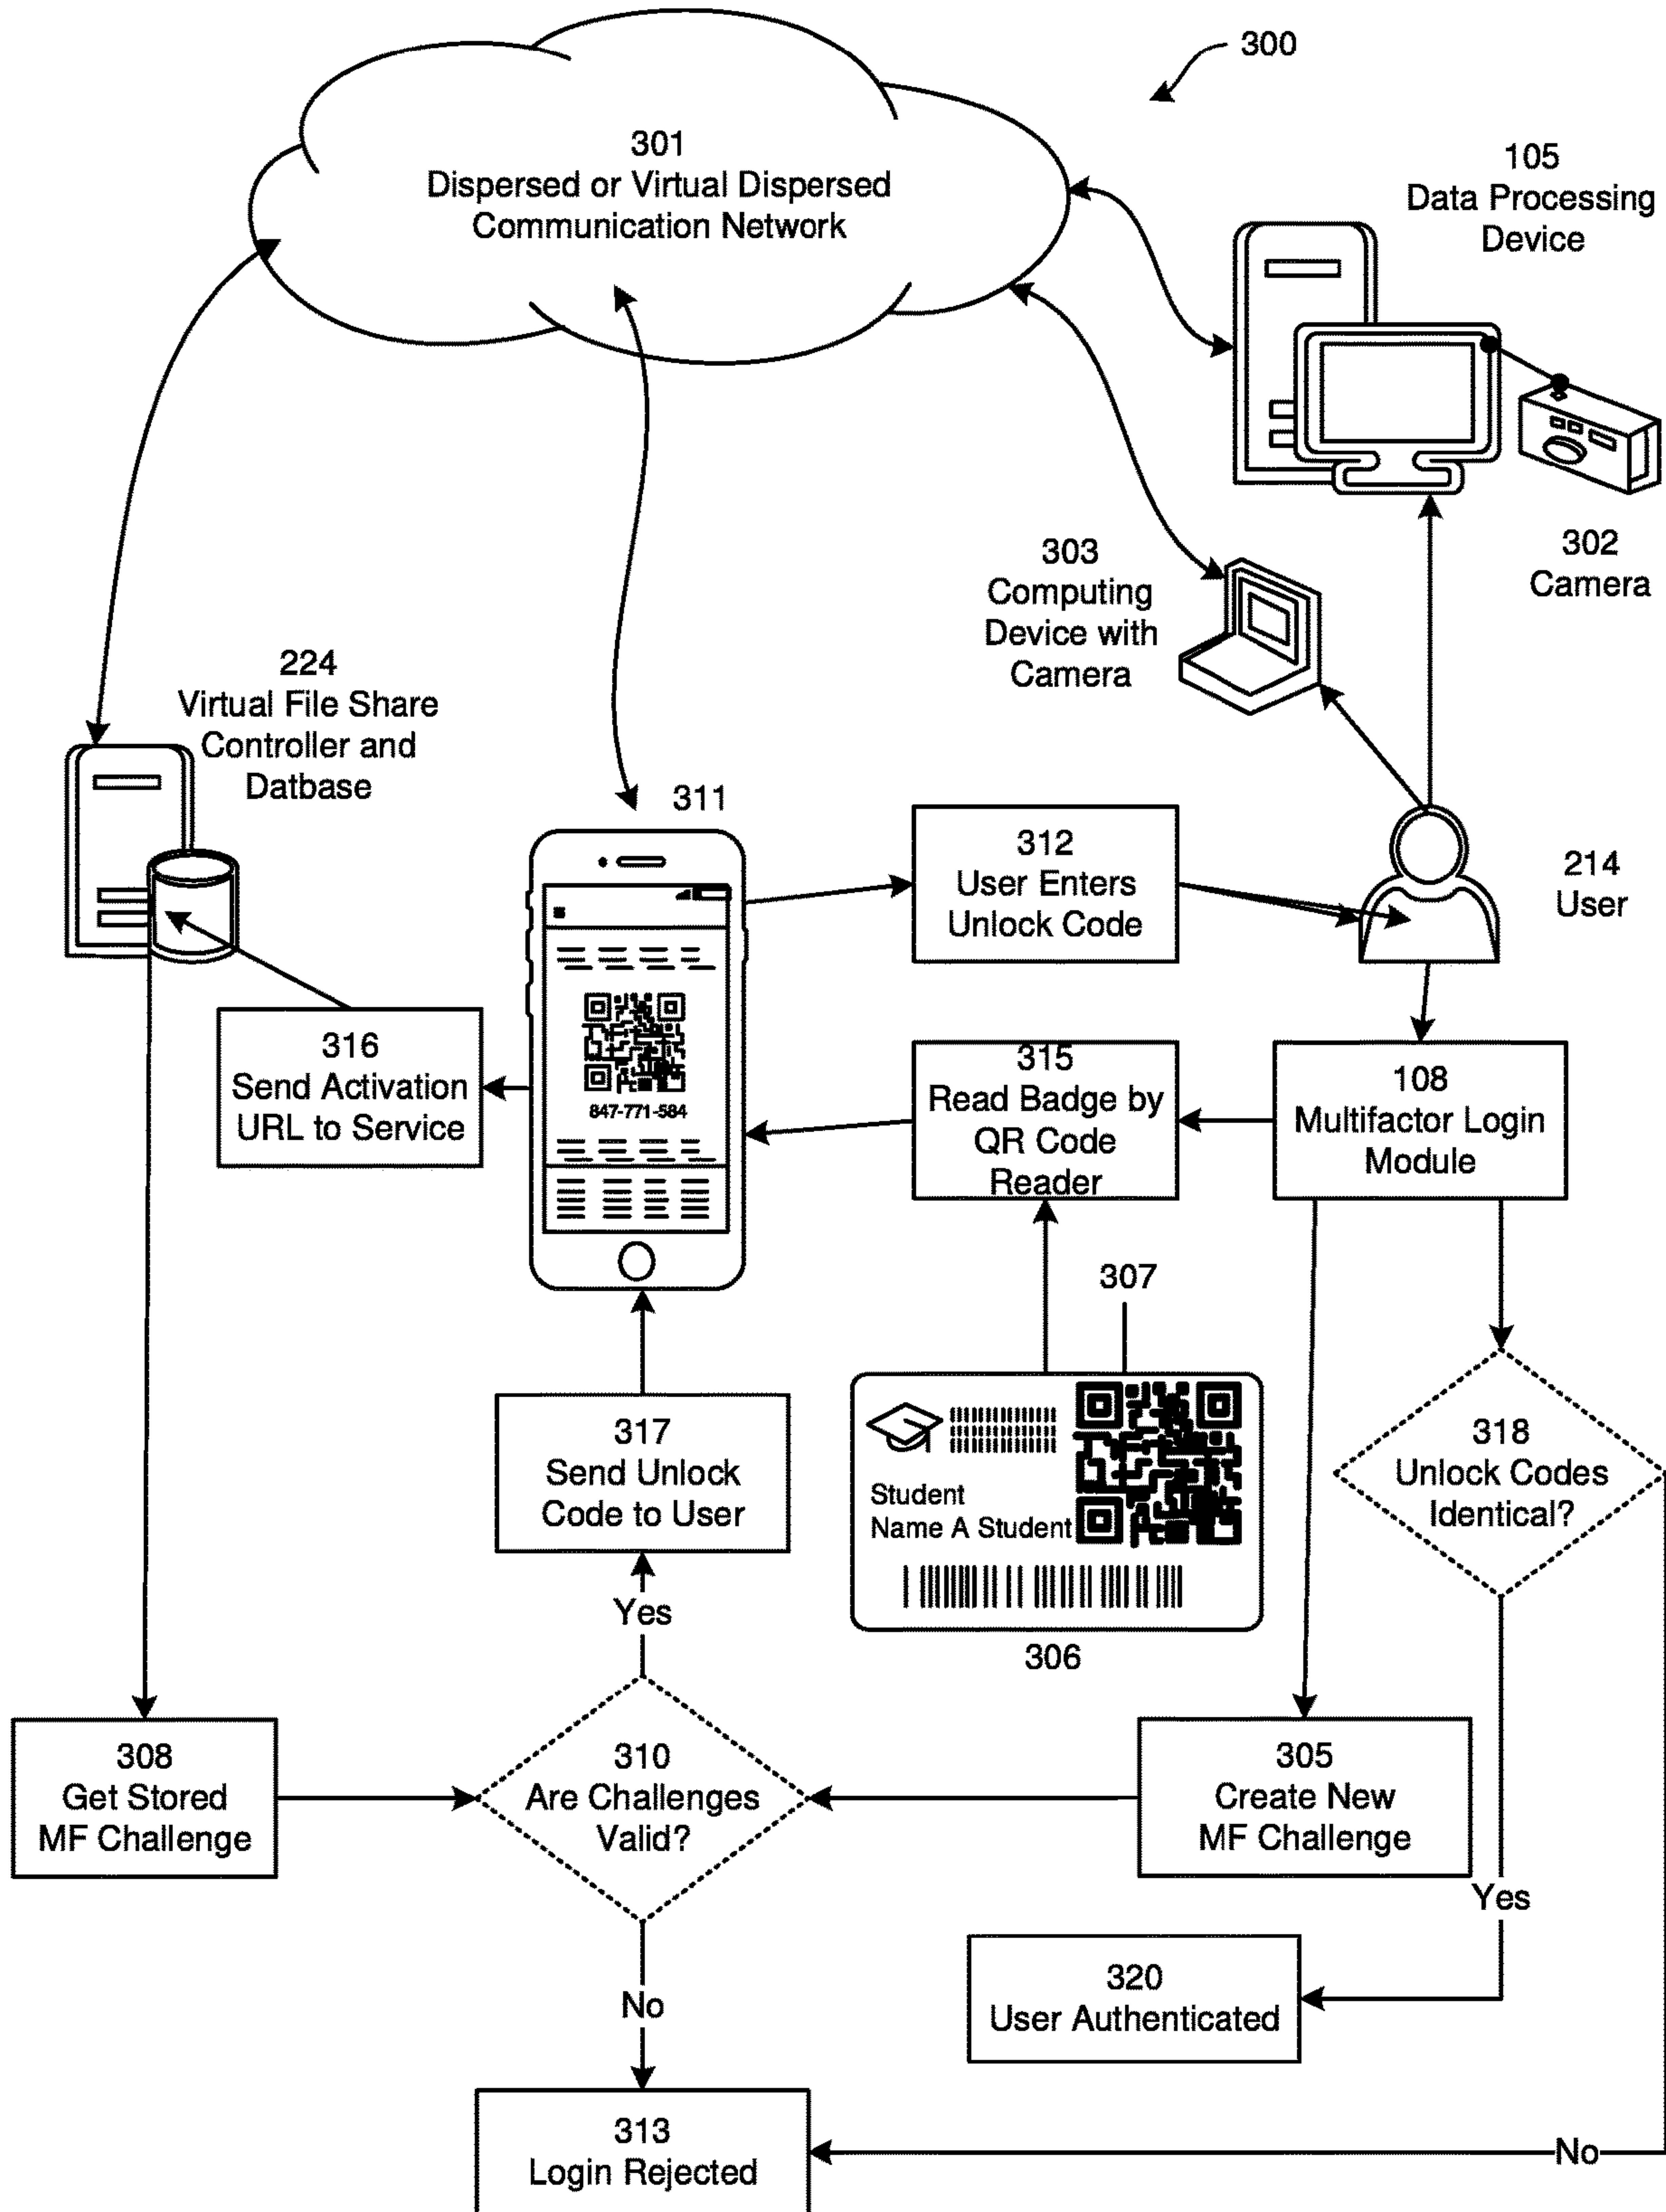 300
301
Dispersed or Virtual Dispersed
Communication Network
105
Data Processing
Device
302
Camera
303
Computing
Device with
Camera
224
Virtual File Share
Controller and
Datbase
311
312
User Enters
Unlock Code
214
User
316
Send Activation
URL to Service
847-771-584
315
Read Badge by
QR Code
Reader
108
Multifactor Login
Module
307
317
Send Unlock
Code to User
Student
Name A Student
306
318
Unlock Codes
Identical?
Yes
308
Get Stored
MF Challenge
310
Are Challenges
Valid?
305
Create New
MF Challenge
Yes
No
320
User Authenticated
313
Login Rejected
No